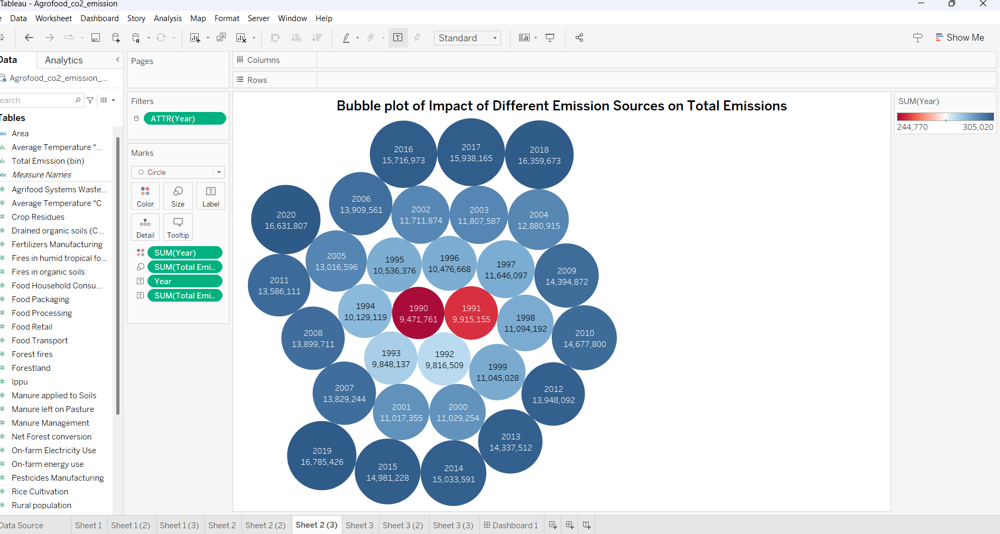 Tableau - Agrofood_co2_emission
Data Worksheet Dashboard Story Analysis Map Format Server Window Help
Standard
Show Me
Data
Analytics
Agrofood_co2_emission_...
earch
Tables
Abc Area
Average Temperature °...
Total Emission (bin)
Abc Measure Names
# Agrifood Systems Waste...
# Average Temperature °C
# Crop Residues
# Drained organic soils (C...
# Fertilizers Manufacturing
# Fires in humid tropical fo...
# Fires in organic soils
# Food Household Consu...
# Food Packaging
# Food Processing
# Food Retail
# Food Transport
# Forest fires
# Forestland
# Ippu
# Manure applied to Soils
# Manure left on Pasture
# Manure Management
# Net Forest conversion
# On-farm Electricity Use
# On-farm energy use
# Pesticides Manufacturing
# Rice Cultivation
# Rural population
Pages
Filters
ATTR(Year)
Marks
Circle
Color Size Label
Detail Tooltip
SUM(Year)
SUM(Total Emi..
Year
SUM(Total Emi..
Columns
Rows
Bubble plot of Impact of Different Emission Sources on Total Emissions
2016
15,716,973
2017
15,938,165
2018
16,359,673
2006
13,909,561
2002
11,711,874
2003
11,807,587
2004
12,880,915
2020
16,631,807
2005
13,016,596
1995
10,536,376
1996
10,476,668
1997
11,646,097
2009
14,394,872
2011
13,586,111
1994
10,129,119
1990
9,471,761
1991
9,915,155
1998
11,094,192
2010
14,677,800
2008
13,899,711
1993
9,848,137
1992
9,816,509
1999
11,045,028
2012
13,948,092
2007
13,829,244
2001
11,017,355
2000
11,029,254
2013
14,337,512
2019
16,785,426
2015
14,981,228
2014
15,033,591
SUM(Year)
244,770 305,020
Data Source Sheet 1 Sheet 1 (2) Sheet 1 (3) Sheet 2 Sheet 2 (2) Sheet 2 (3) Sheet 3 Sheet 3 (2) Sheet 3 (3) Dashboard 1